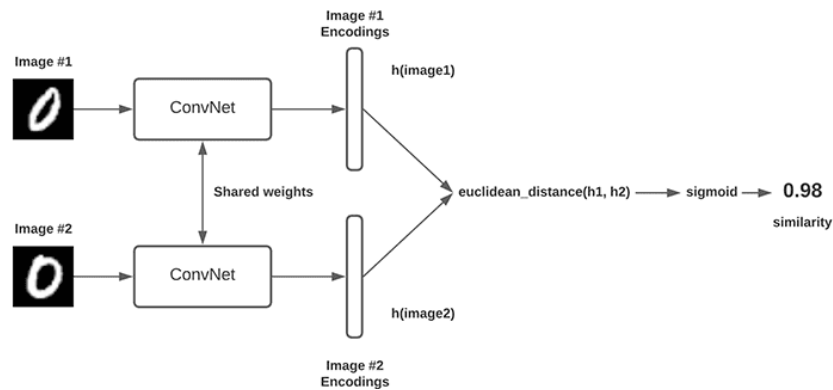 Image #1
Encodings
Image #1
h(image1)
ConvNet
Shared weights
euclidean_distance(h1, h2)
sigmoid
0.98
similarity
Image #2
ConvNet
h(image2)
Image #2
Encodings